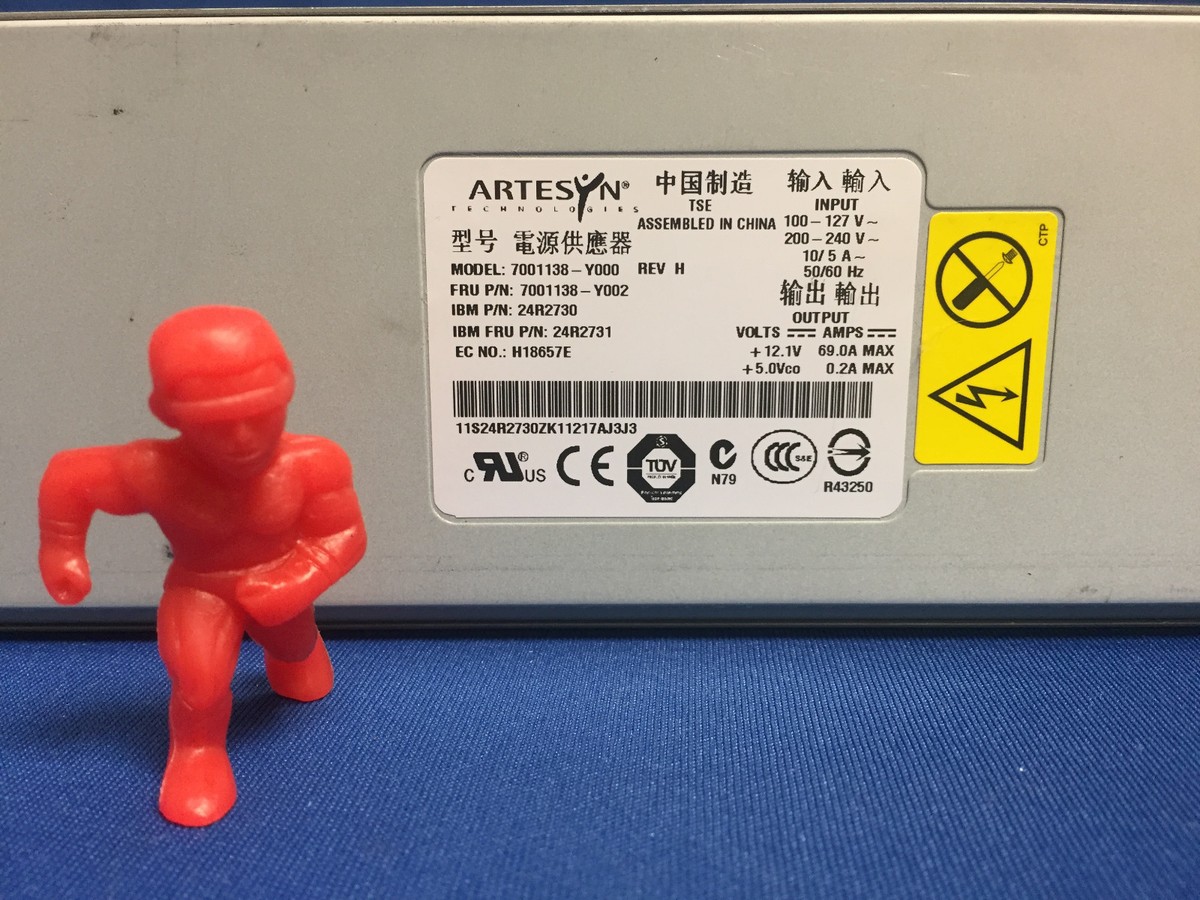 ARTESYN®
TECHNOLOGIES
中国制造
TSE
ASSEMBLED IN CHINA
型号 電源供應器
MODEL: 7001138-Y000 REV H
FRU P/N: 7001138-Y002
IBM P/N: 24R2730
IBM FRU P/N: 24R2731
EC NO.: H18657E
输入 輸入
INPUT
100-127 V~
200-240 V~
10/5 A~
50/60 Hz
输出 輸出
OUTPUT
VOLTS AMPS
+12.1V 69.0A MAX
+5.0Vco 0.2A MAX
11S24R2730ZK11217AJ3J3
C RU® US CE TÜV N79 CCC S&E R43250
CTP